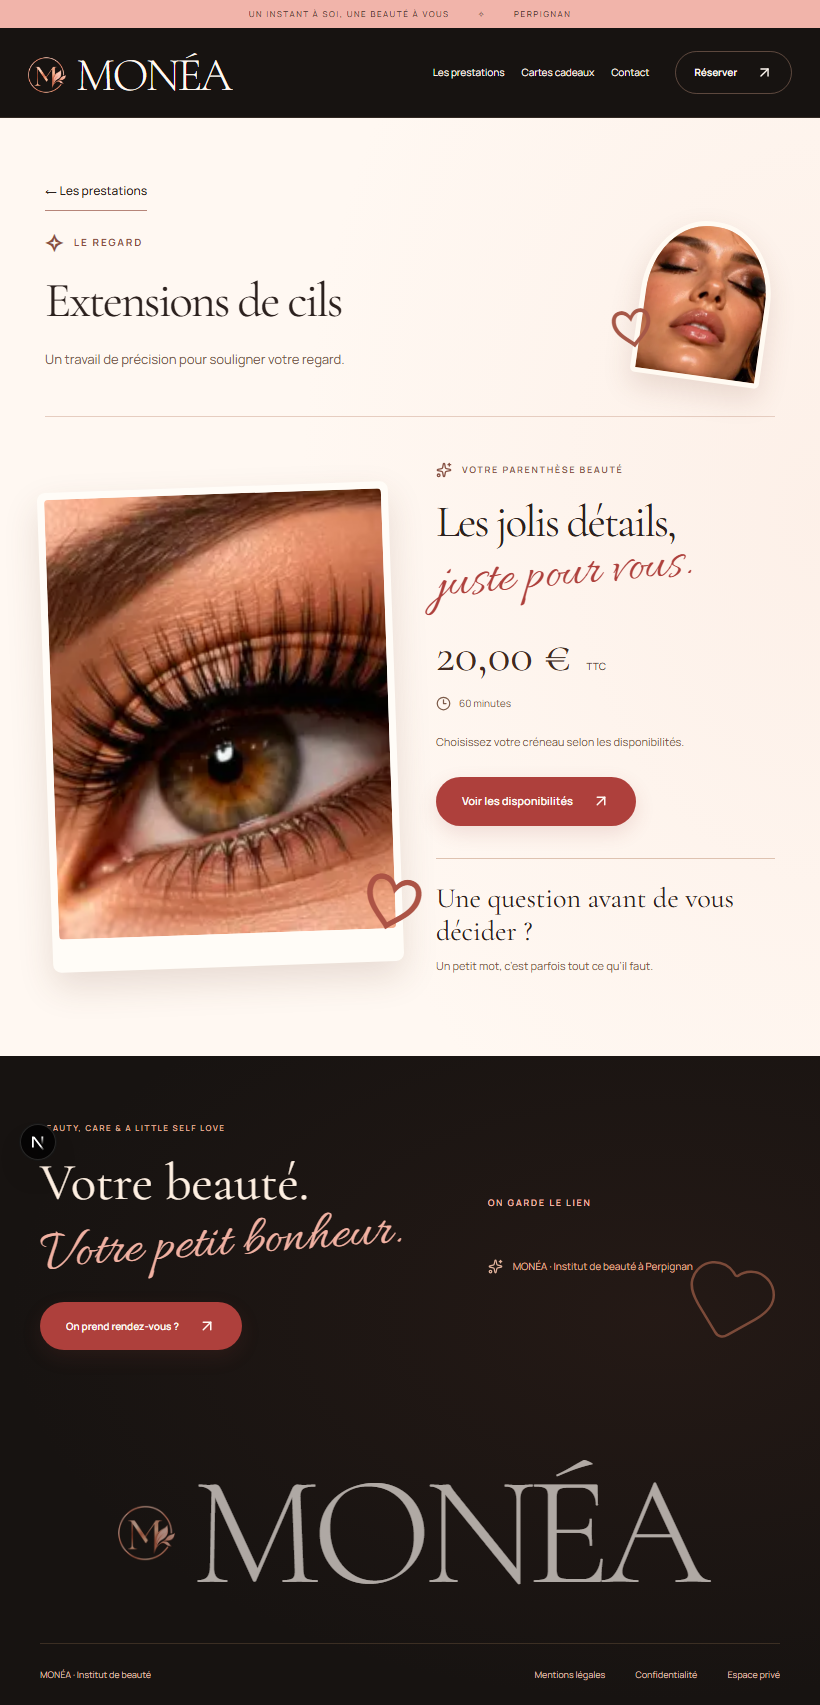 UN INSTANT À SOI, UNE BEAUTÉ À VOUS ✧ PERPIGNAN
M MONÉA
Les prestations Cartes cadeaux Contact Réserver ↗
← Les prestations
LE REGARD
Extensions de cils
Un travail de précision pour souligner votre regard.
VOTRE PARENTHÈSE BEAUTÉ
Les jolis détails,
juste pour vous.
20,00 € TTC
60 minutes
Choisissez votre créneau selon les disponibilités.
Voir les disponibilités ↗
Une question avant de vous
décider ?
Un petit mot, c'est parfois tout ce qu'il faut.
N
EAUTY, CARE & A LITTLE SELF LOVE
Votre beauté.
Votre petit bonheur.
On prend rendez-vous ? ↗
ON GARDE LE LIEN
MONÉA · Institut de beauté à Perpignan
M MONÉA
MONÉA · Institut de beauté
Mentions légales Confidentialité Espace privé